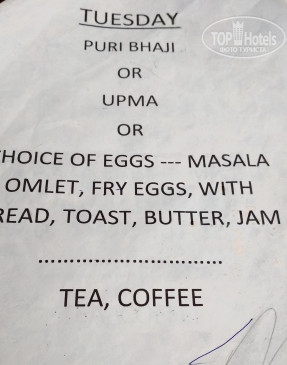 TUESDAY
TOP Hotels
PURI BHAJI
OR
UPMA
OR
CHOICE OF EGGS --- MASALA
OMLET, FRY EGGS, WITH
READ, TOAST, BUTTER, JAM
...............................
TEA, COFFEE